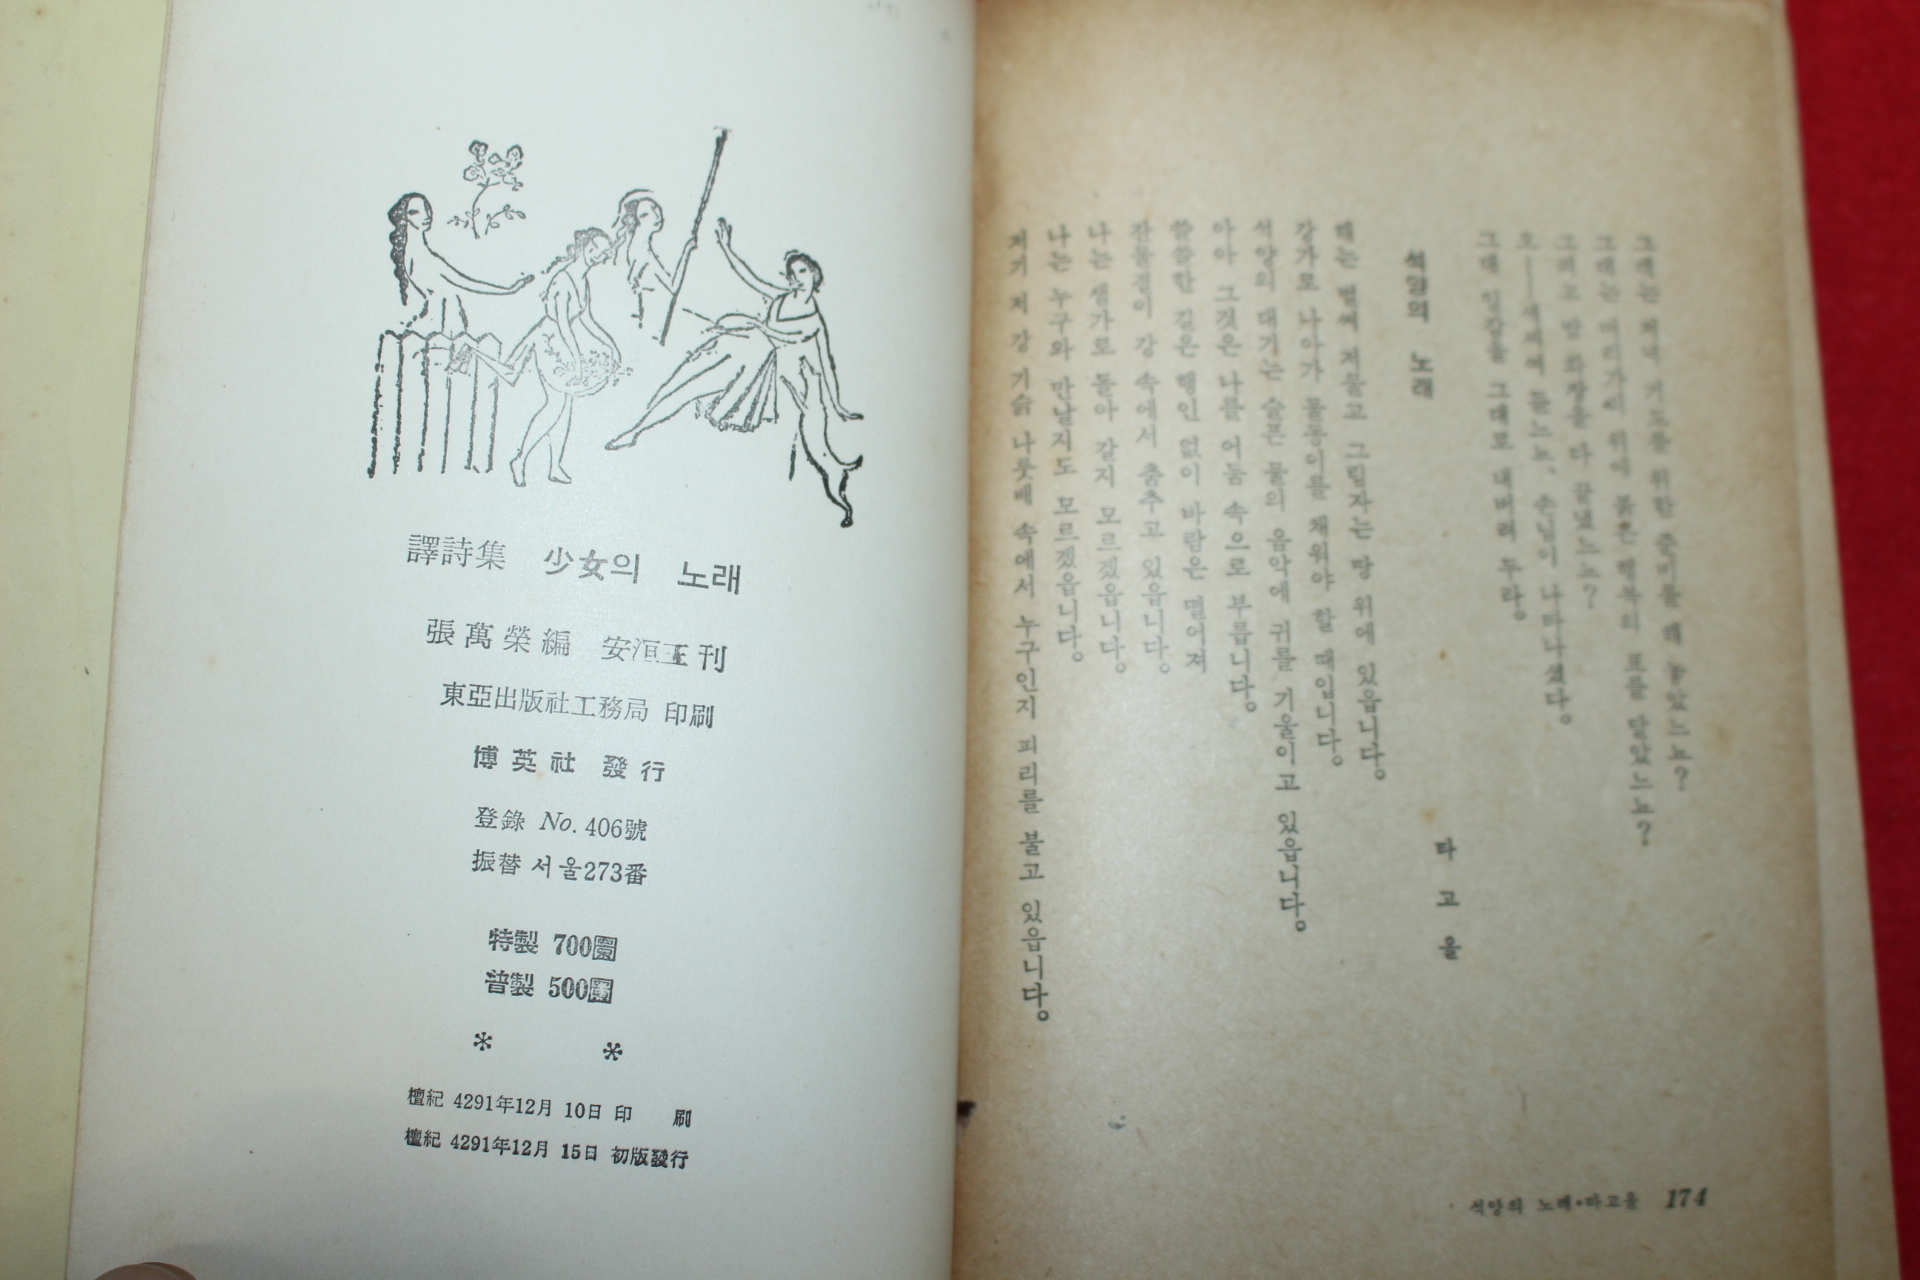 譯詩集 少女의 노래
張萬榮編 安洹玉刊
東亞出版社工務局 印刷
博英社 發行
登錄 No. 406號
振替 서울273番
特製 700圜
普製 500圜
* *
檀紀 4291年12月 10日 印 刷
檀紀 4291年12月 15日 初版發行
그대는 저녁 기도를 위한 준비를 해 놓았느뇨?
그대는 머리가리 위에 붉은 행복의 표를 달았느뇨?
그리고 밤 화장을 다 끝냈느뇨?
오——새색여 듣느뇨, 손님이 나타나셨다.
그대 일감을 그대로 내버려 두라.
석양의 노래
타 고 울
해는 벌써 저물고 그림자는 땅 위에 있읍니다.
강가로 나아가 물동이를 채워야 할 때입니다.
석양의 대기는 슬픈 물의 음악에 귀를 기울이고 있읍니다.
아아 그것은 나를 어둠 속으로 부릅니다.
쓸쓸한 길은 행인 없이 바람은 멀어져
잔물결이 강 속에서 춤추고 있읍니다.
나는 샘가로 돌아 갈지 모르겠읍니다.
나는 누구와 만날지도 모르겠읍니다.
저기 저 강 기슭 나룻배 속에서 누구인지 피리를 불고 있읍니다.
석양의 노래•타고울 174